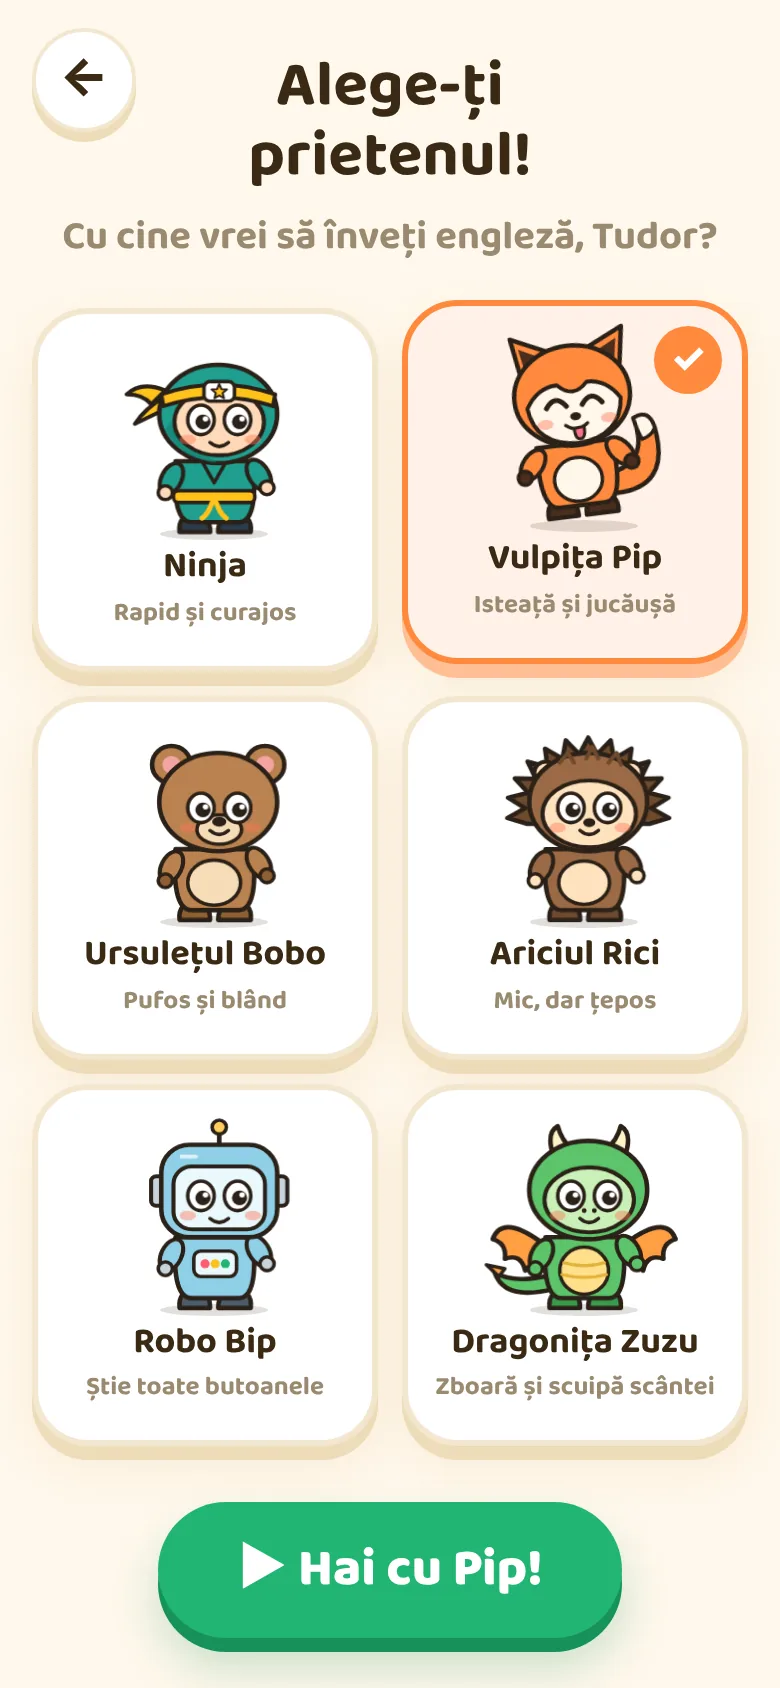 Alege-ți
prietenul!
Cu cine vrei să înveți engleză, Tudor?
Ninja
Rapid și curajos
Vulpița Pip
Isteață și jucăușă
Ursulețul Bobo
Pufos și blând
Ariciul Rici
Mic, dar țepos
Robo Bip
Știe toate butoanele
Dragonița Zuzu
Zboară și scuipă scântei
Hai cu Pip!